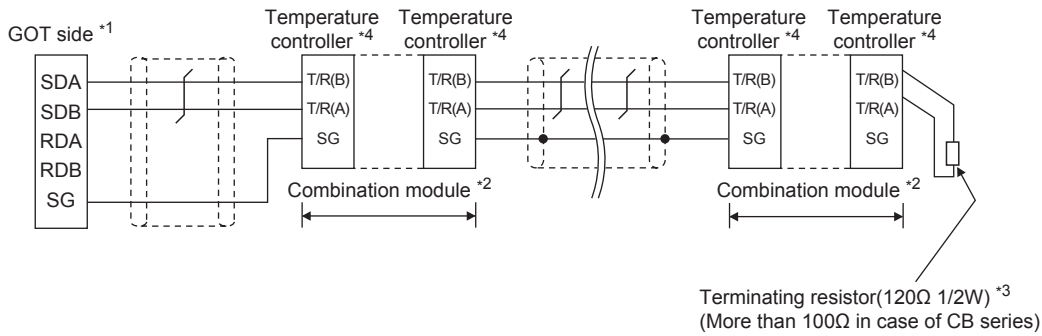 GOT side *1
SDA
SDB
RDA
RDB
SG
Temperature
controller *4
T/R(B)
T/R(A)
SG
Temperature
controller *4
T/R(B)
T/R(A)
SG
Combination module *2
Temperature
controller *4
T/R(B)
T/R(A)
SG
Temperature
controller *4
T/R(B)
T/R(A)
SG
Combination module *2
Terminating resistor(120Ω 1/2W) *3
(More than 100Ω in case of CB series)